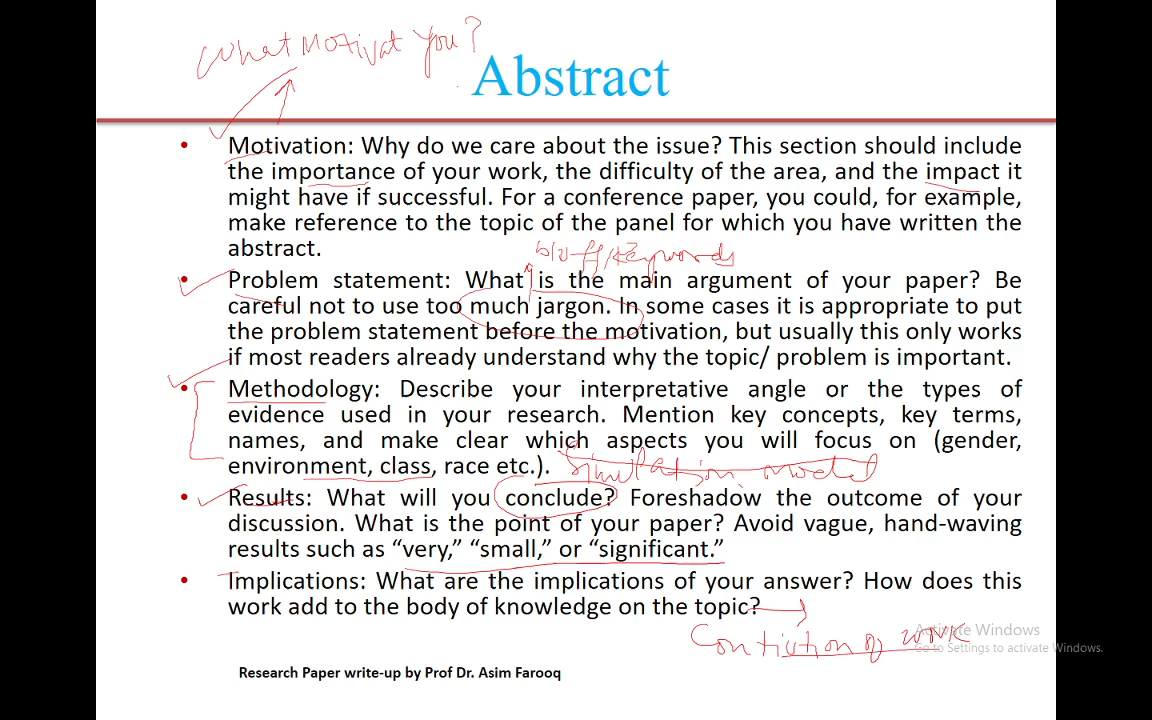 What Motivat You?
Abstract
• Motivation: Why do we care about the issue? This section should include
the importance of your work, the difficulty of the area, and the impact it
might have if successful. For a conference paper, you could, for example,
make reference to the topic of the panel for which you have written the
abstract.
/keywords
• Problem statement: What is the main argument of your paper? Be
careful not to use too much jargon. In some cases it is appropriate to put
the problem statement before the motivation, but usually this only works
if most readers already understand why the topic/ problem is important.
• Methodology: Describe your interpretative angle or the types of
evidence used in your research. Mention key concepts, key terms,
names, and make clear which aspects you will focus on (gender,
environment, class, race etc.). Simulation model
• Results: What will you conclude? Foreshadow the outcome of your
discussion. What is the point of your paper? Avoid vague, hand-waving
results such as “very,” “small,” or “significant.”
• Implications: What are the implications of your answer? How does this
work add to the body of knowledge on the topic?
of work
Activate Windows
Go to Settings to activate Windows.
Research Paper write-up by Prof Dr. Asim Farooq